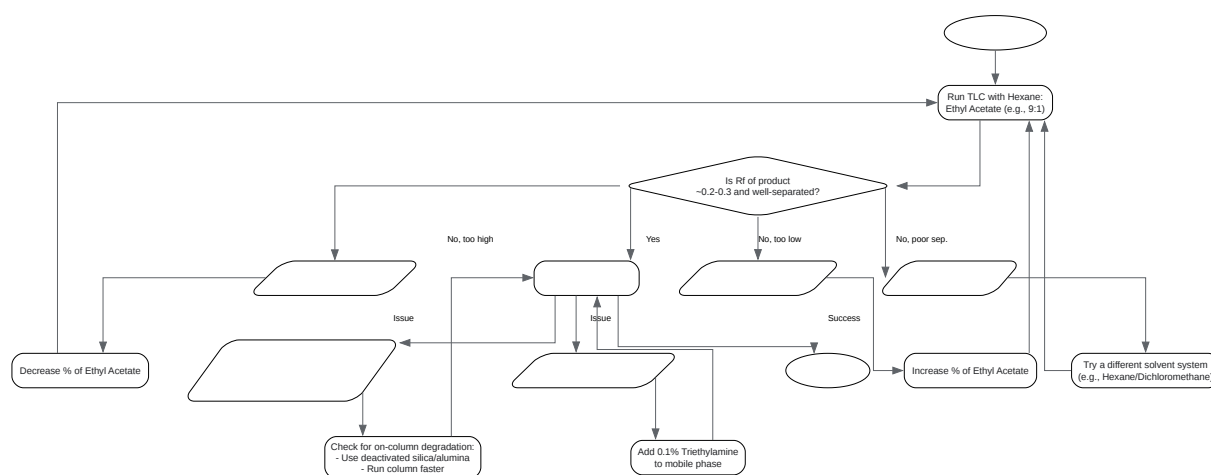 Run TLC with Hexane:
Ethyl Acetate (e.g., 9:1)
Is Rf of product
~0.2-0.3 and well-separated?
No, too high
Yes
No, too low
No, poor sep.
Issue
Issue
Success
Decrease % of Ethyl Acetate
Increase % of Ethyl Acetate
Try a different solvent system
(e.g., Hexane/Dichloromethane)
Check for on-column degradation:
- Use deactivated silica/alumina
- Run column faster
Add 0.1% Triethylamine
to mobile phase